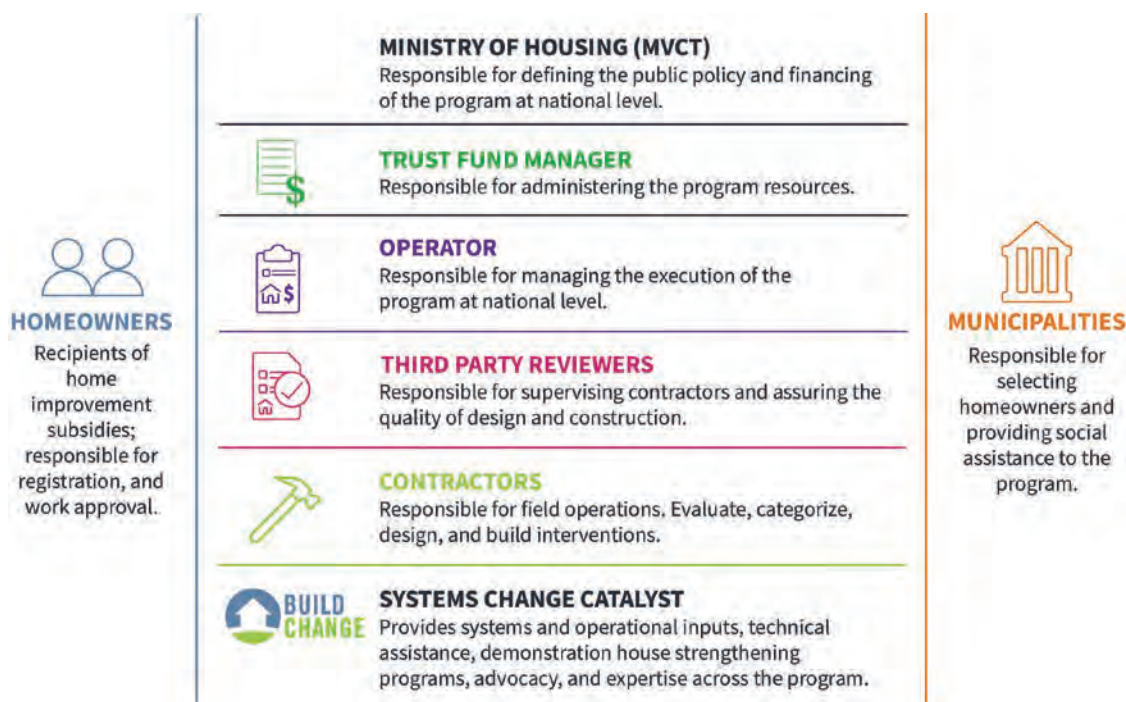 MINISTRY OF HOUSING (MVCT)
Responsible for defining the public policy and financing
of the program at national level.
TRUST FUND MANAGER
Responsible for administering the program resources.
$
OPERATOR
Responsible for managing the execution of the
program at national level.
$
THIRD PARTY REVIEWERS
Responsible for supervising contractors and assuring the
quality of design and construction.
CONTRACTORS
Responsible for field operations. Evaluate, categorize,
design, and build interventions.
BUILD
CHANGE
SYSTEMS CHANGE CATALYST
Provides systems and operational inputs, technical
assistance, demonstration house strengthening
programs, advocacy, and expertise across the program.
HOMEOWNERS
Recipients of
home
improvement
subsidies;
responsible for
registration, and
work approval.
MUNICIPALITIES
Responsible for
selecting
homeowners and
providing social
assistance to the
program.